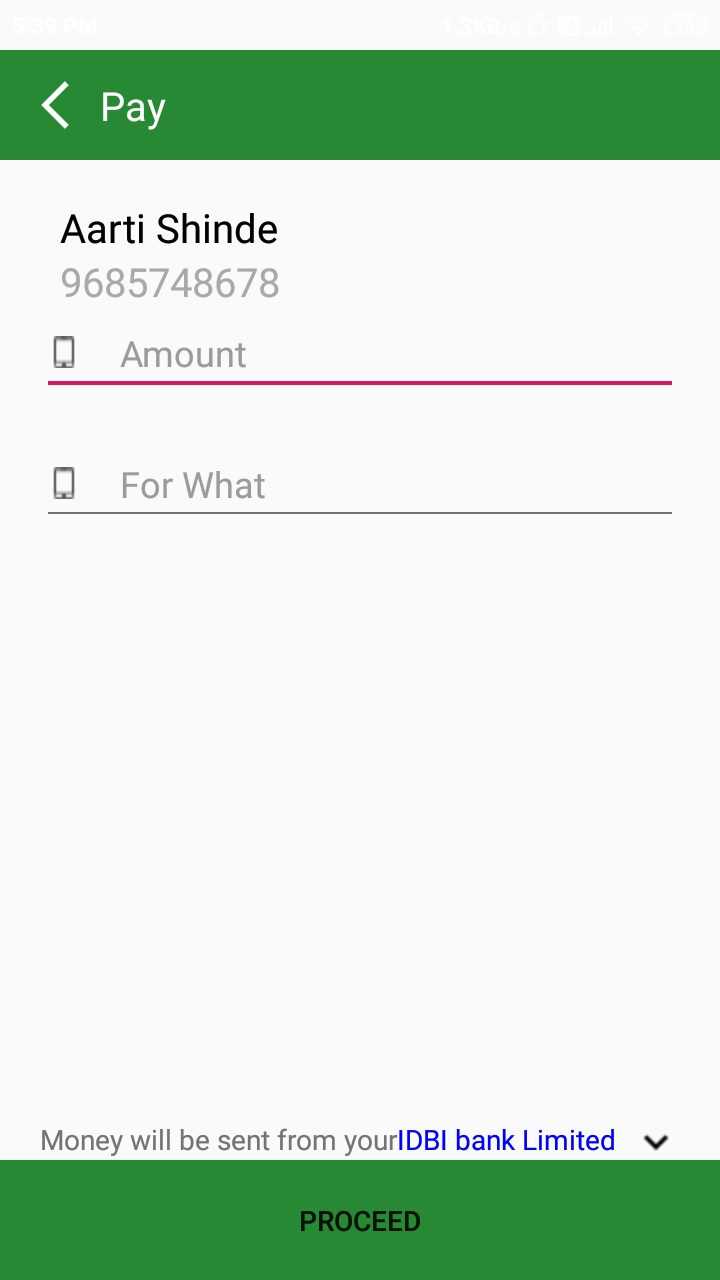 5:39 PM 1.3KB/s 26
Pay
Aarti Shinde
9685748678
Amount
For What
Money will be sent from yourIDBI bank Limited
PROCEED